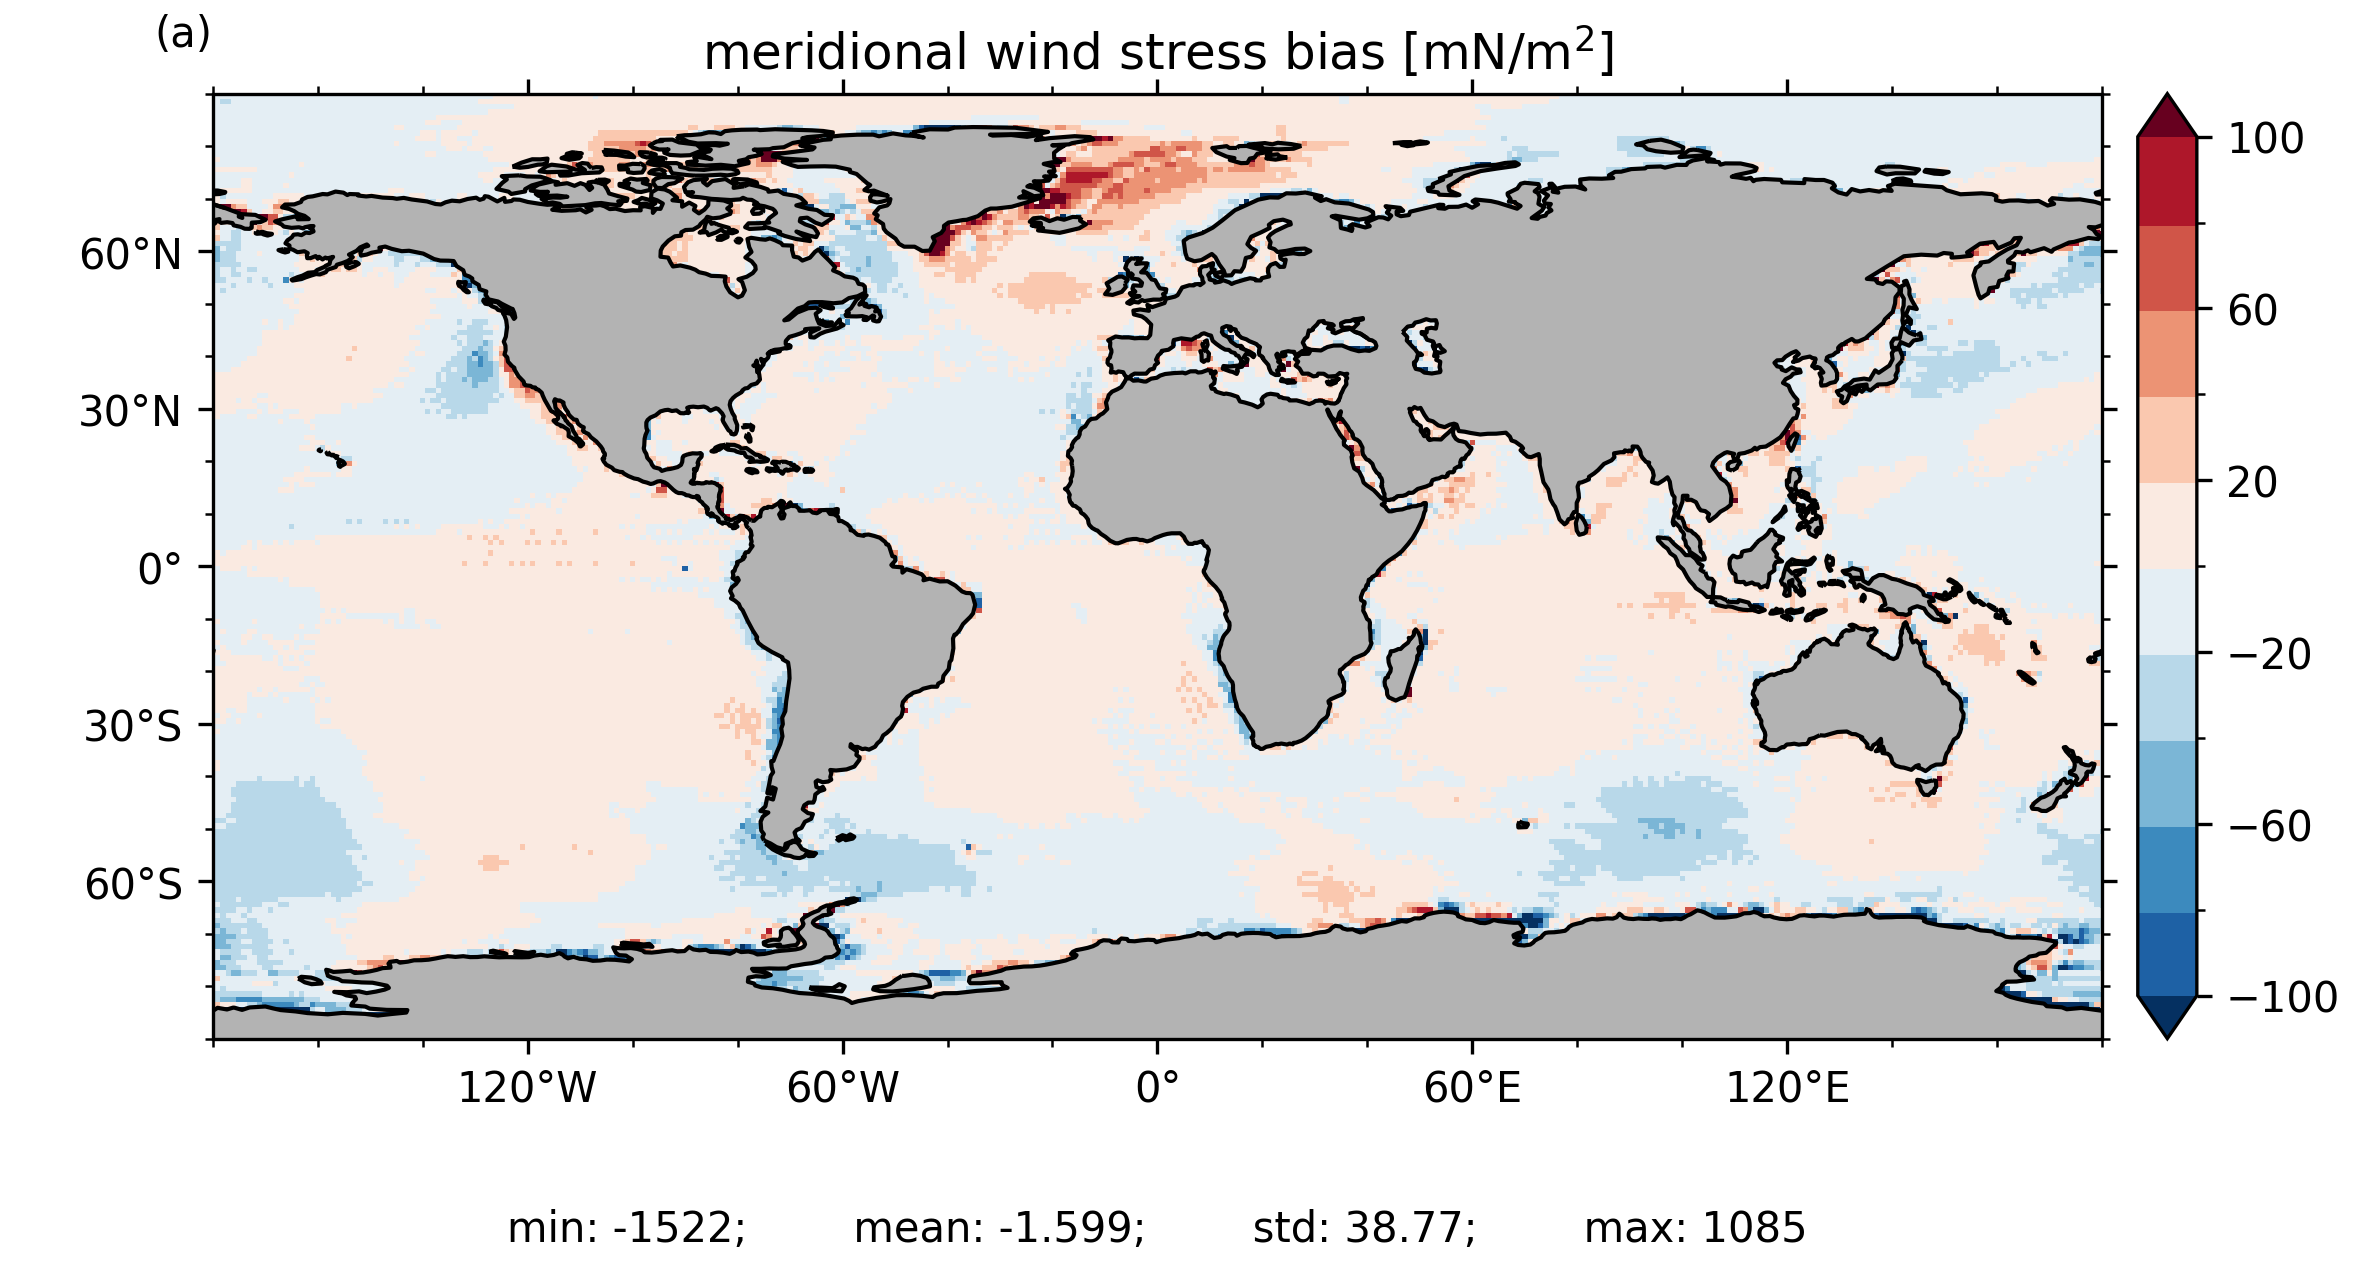 (a)
meridional wind stress bias [mN/m²]
100
60°N
60
30°N
20
0°
−20
30°S
−60
60°S
−100
120°W 60°W 0° 60°E 120°E
min: -1522; mean: -1.599; std: 38.77; max: 1085